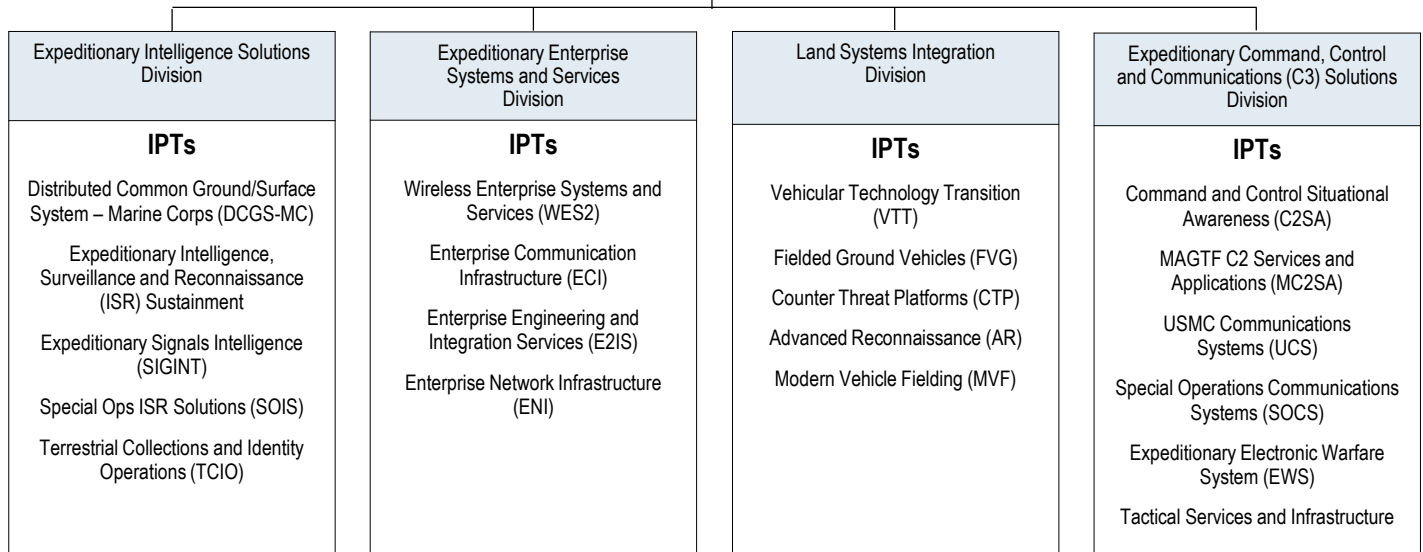 Expeditionary Intelligence Solutions
Division
IPTs
Distributed Common Ground/Surface
System – Marine Corps (DCGS-MC)
Expeditionary Intelligence,
Surveillance and Reconnaissance
(ISR) Sustainment
Expeditionary Signals Intelligence
(SIGINT)
Special Ops ISR Solutions (SOIS)
Terrestrial Collections and Identity
Operations (TCIO)
Expeditionary Enterprise
Systems and Services
Division
IPTs
Wireless Enterprise Systems and
Services (WES2)
Enterprise Communication
Infrastructure (ECI)
Enterprise Engineering and
Integration Services (E2IS)
Enterprise Network Infrastructure
(ENI)
Land Systems Integration
Division
IPTs
Vehicular Technology Transition
(VTT)
Fielded Ground Vehicles (FVG)
Counter Threat Platforms (CTP)
Advanced Reconnaissance (AR)
Modern Vehicle Fielding (MVF)
Expeditionary Command, Control
and Communications (C3) Solutions
Division
IPTs
Command and Control Situational
Awareness (C2SA)
MAGTF C2 Services and
Applications (MC2SA)
USMC Communications
Systems (UCS)
Special Operations Communications
Systems (SOCS)
Expeditionary Electronic Warfare
System (EWS)
Tactical Services and Infrastructure